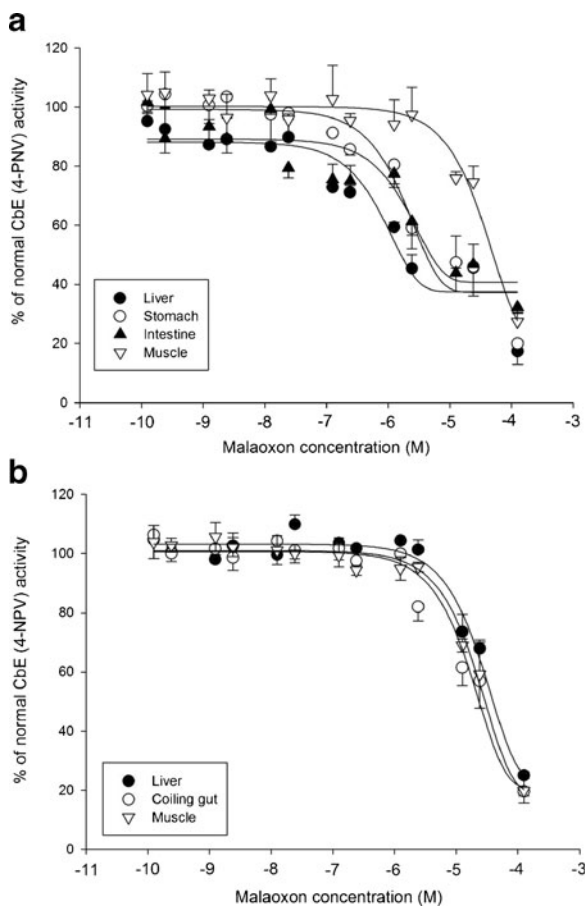 a
120
100
80
60
40
20
0
% of normal CbE (4-PNV) activity
Liver
Stomach
Intestine
Muscle
-11 -10 -9 -8 -7 -6 -5 -4 -3
Malaoxon concentration (M)
b
120
100
80
60
40
20
0
% of normal CbE (4-NPV) activity
Liver
Coiling gut
Muscle
-11 -10 -9 -8 -7 -6 -5 -4 -3
Malaoxon concentration (M)